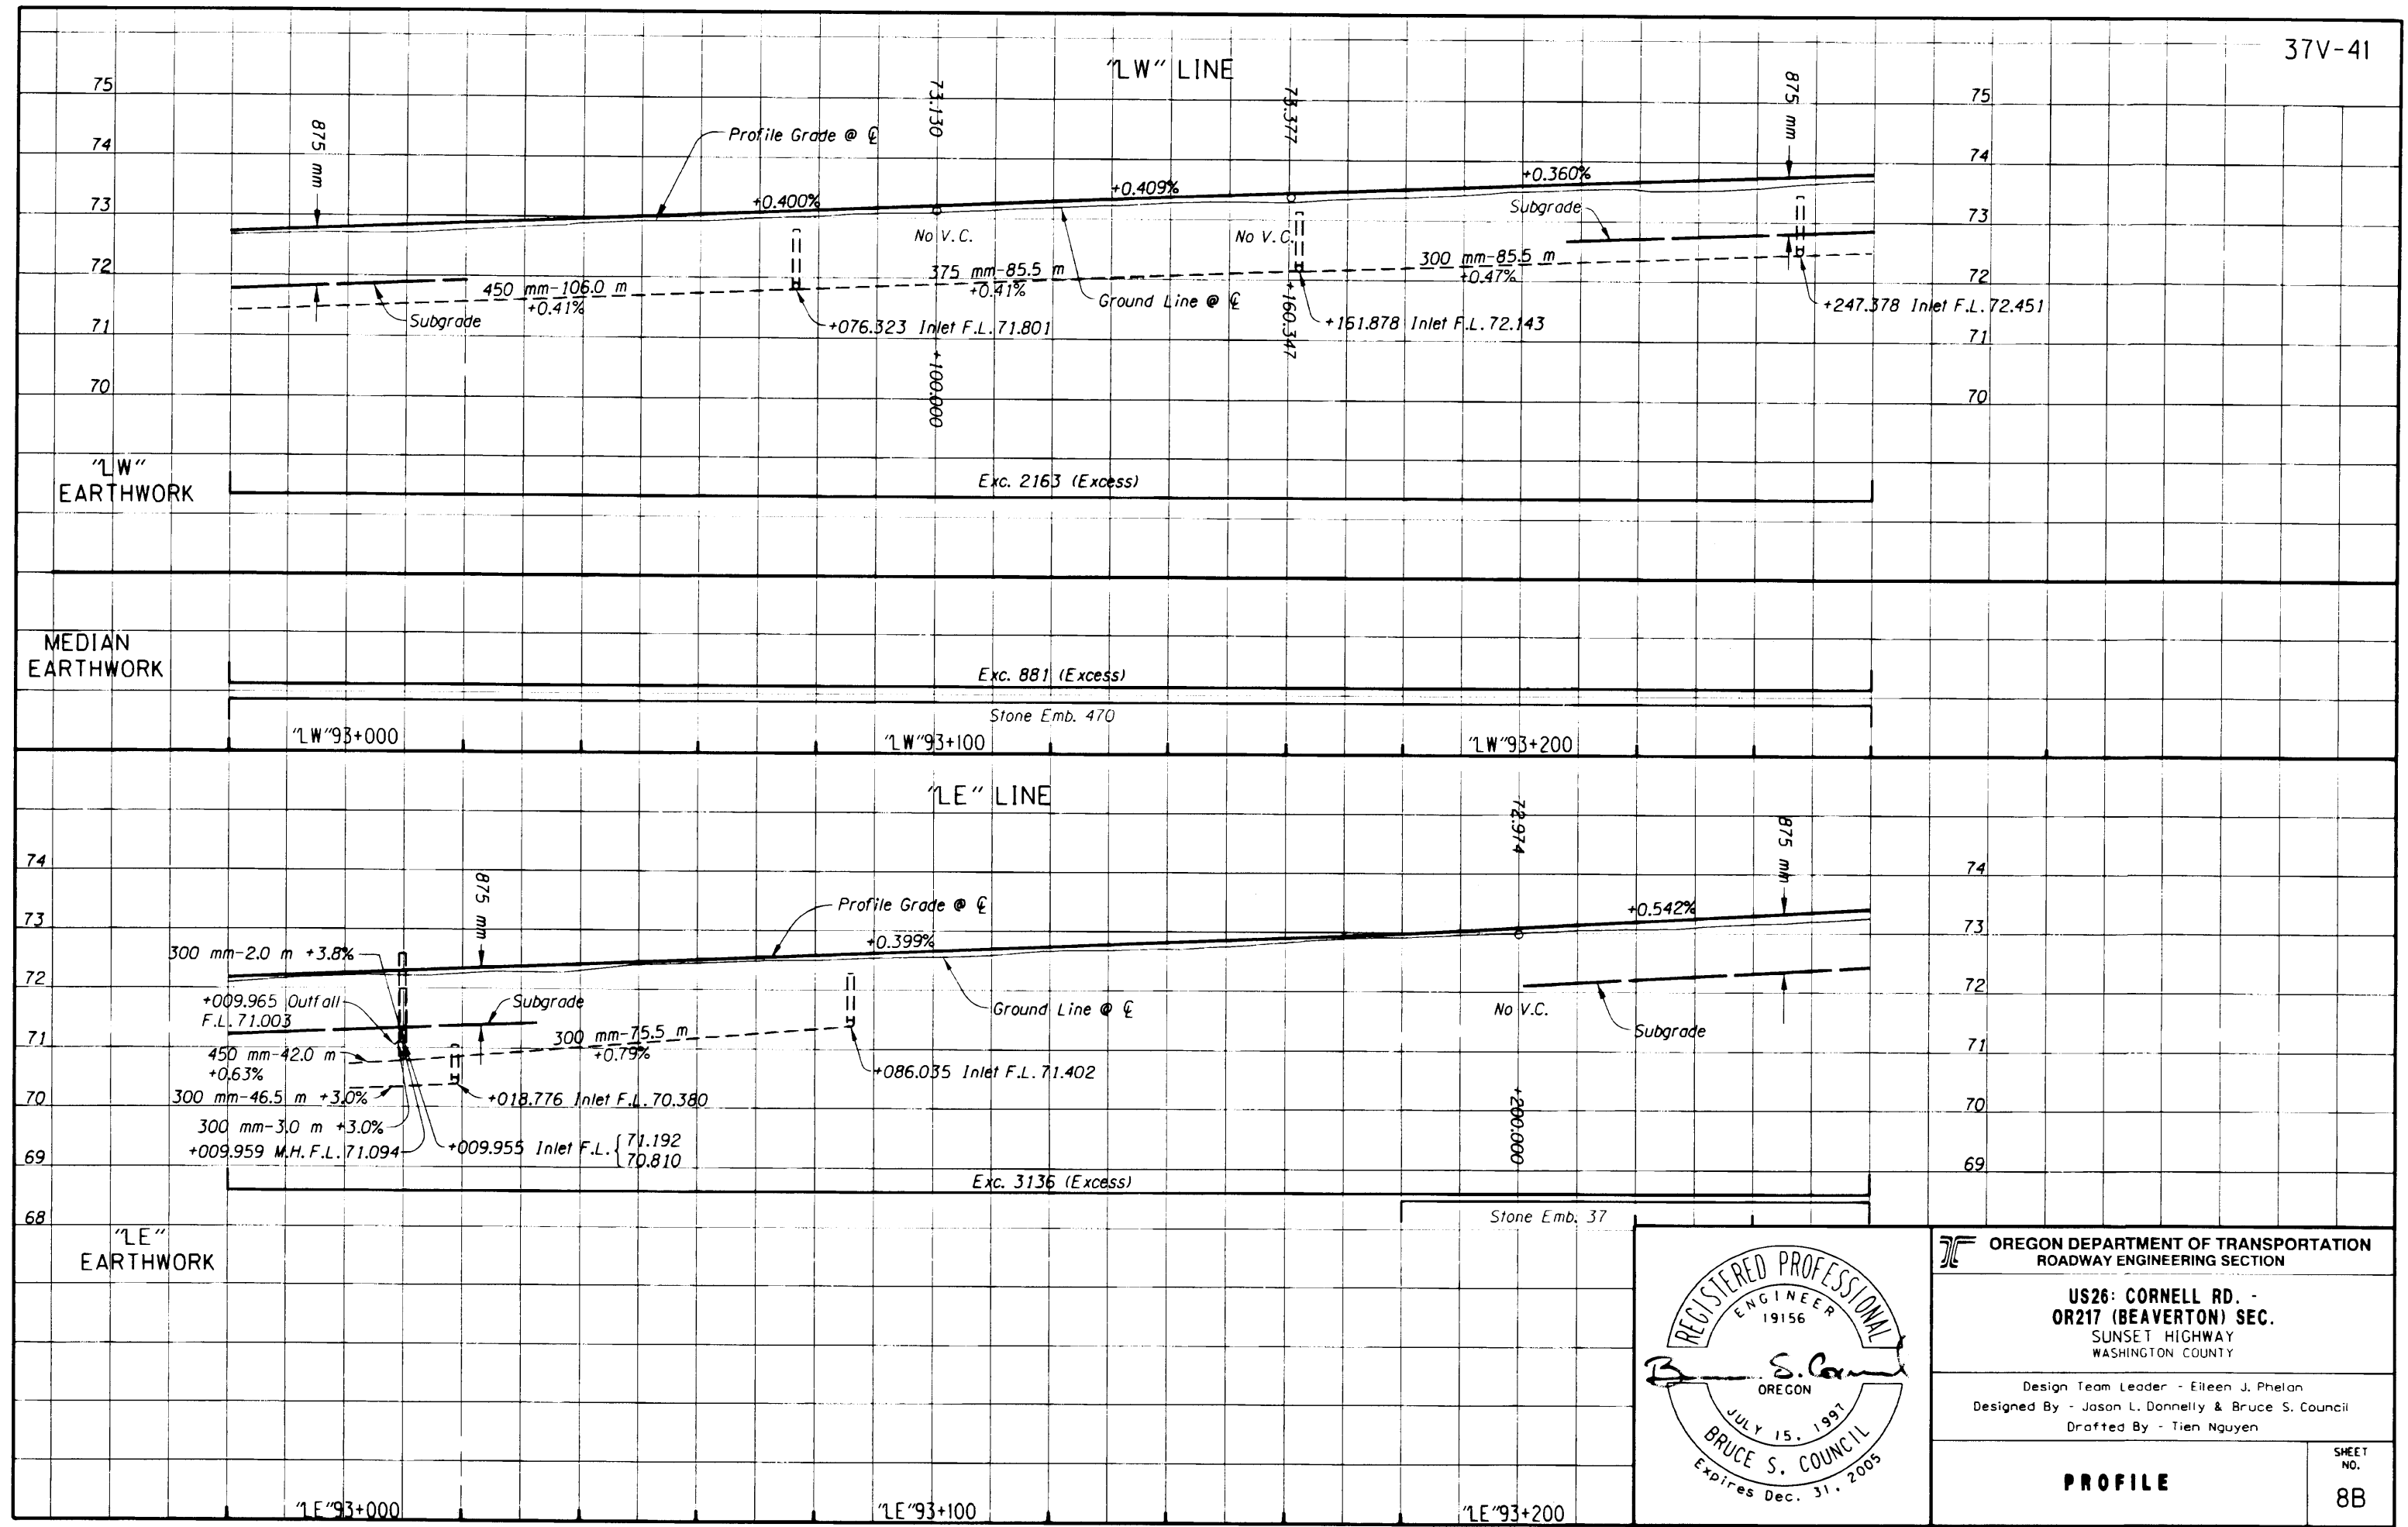 37V-41
"LW" LINE
75
74
73
72
71
70
75
74
73
72
71
70
875 mm
Profile Grade @ ℄
73.130
73.377
875 mm
+0.400%
+0.409%
+0.360%
No V.C.
No V.C.
Subgrade
450 mm-106.0 m
+0.41%
375 mm-85.5 m
+0.41%
300 mm-85.5 m
+0.47%
Subgrade
Ground Line @ ℄
+076.323 Inlet F.L. 71.801
+161.878 Inlet F.L. 72.143
+247.378 Inlet F.L. 72.451
+100.000
+160.347
"LW"
EARTHWORK
Exc. 2163 (Excess)
MEDIAN
EARTHWORK
Exc. 881 (Excess)
Stone Emb. 470
"LW"93+000
"LW"93+100
"LW"93+200
"LE" LINE
74
73
72
71
70
69
68
74
73
72
71
70
69
875 mm
Profile Grade @ ℄
72.974
875 mm
+0.399%
+0.542%
300 mm-2.0 m +3.8%
+009.965 Outfall
F.L. 71.003
Subgrade
Ground Line @ ℄
No V.C.
Subgrade
450 mm-42.0 m
+0.63%
300 mm-75.5 m
+0.79%
+086.035 Inlet F.L. 71.402
300 mm-46.5 m +3.0%
+018.776 Inlet F.L. 70.380
300 mm-3.0 m +3.0%
+009.959 M.H. F.L. 71.094
+009.955 Inlet F.L. { 71.192
70.810
+200.000
Exc. 3136 (Excess)
Stone Emb. 37
"LE"
EARTHWORK
"LE"93+000
"LE"93+100
"LE"93+200
REGISTERED PROFESSIONAL
ENGINEER
19156
OREGON
JULY 15, 1997
BRUCE S. COUNCIL
Expires Dec. 31, 2005
OREGON DEPARTMENT OF TRANSPORTATION
ROADWAY ENGINEERING SECTION
US26: CORNELL RD. -
OR217 (BEAVERTON) SEC.
SUNSET HIGHWAY
WASHINGTON COUNTY
Design Team Leader - Eileen J. Phelan
Designed By - Jason L. Donnelly & Bruce S. Council
Drafted By - Tien Nguyen
PROFILE
SHEET
NO.
8B